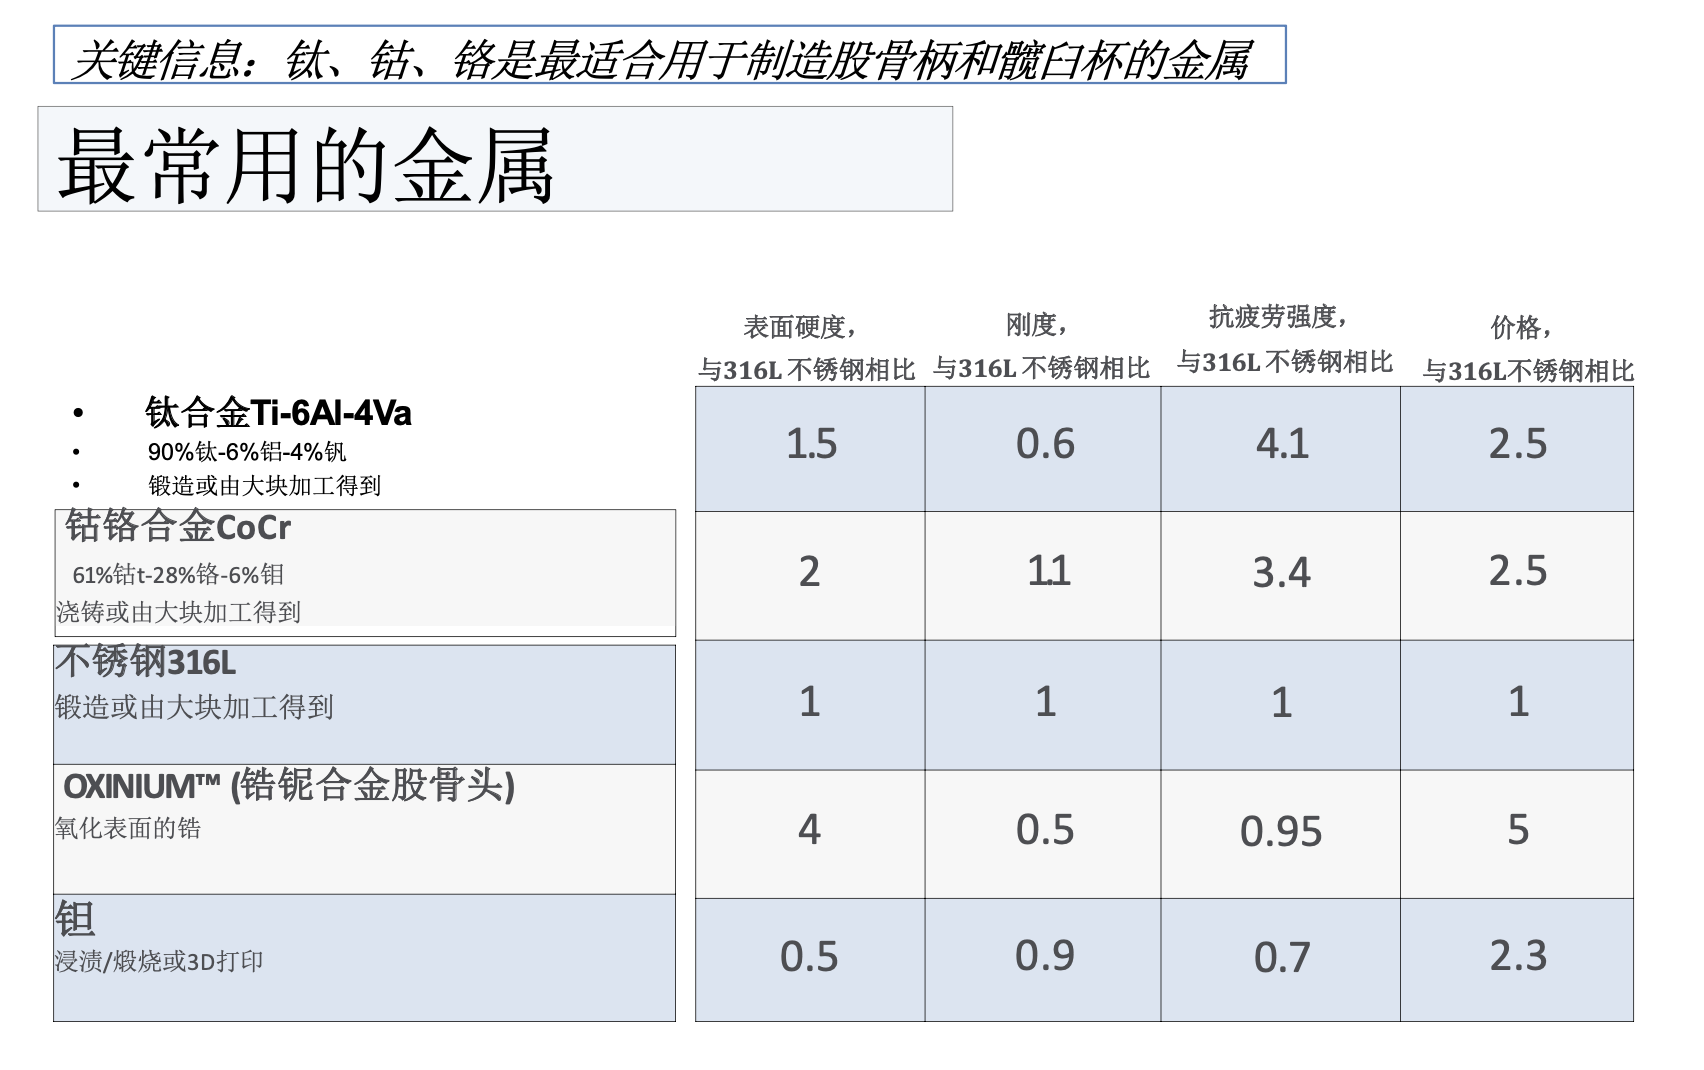 关键信息：钛、钴、铬是最适合用于制造股骨柄和髋臼杯的金属
最常用的金属
表面硬度，
与316L 不锈钢相比
刚度，
与316L 不锈钢相比
抗疲劳强度，
与316L 不锈钢相比
价格，
与316L不锈钢相比
• 钛合金Ti-6Al-4Va
• 90%钛-6%铝-4%钒
• 锻造或由大块加工得到
1.5 0.6 4.1 2.5
钴铬合金CoCr
61%钴t-28%铬-6%钼
浇铸或由大块加工得到
2 1.1 3.4 2.5
不锈钢316L
锻造或由大块加工得到
1 1 1 1
OXINIUM™ (锆铌合金股骨头)
氧化表面的锆
4 0.5 0.95 5
钽
浸渍/煅烧或3D打印
0.5 0.9 0.7 2.3